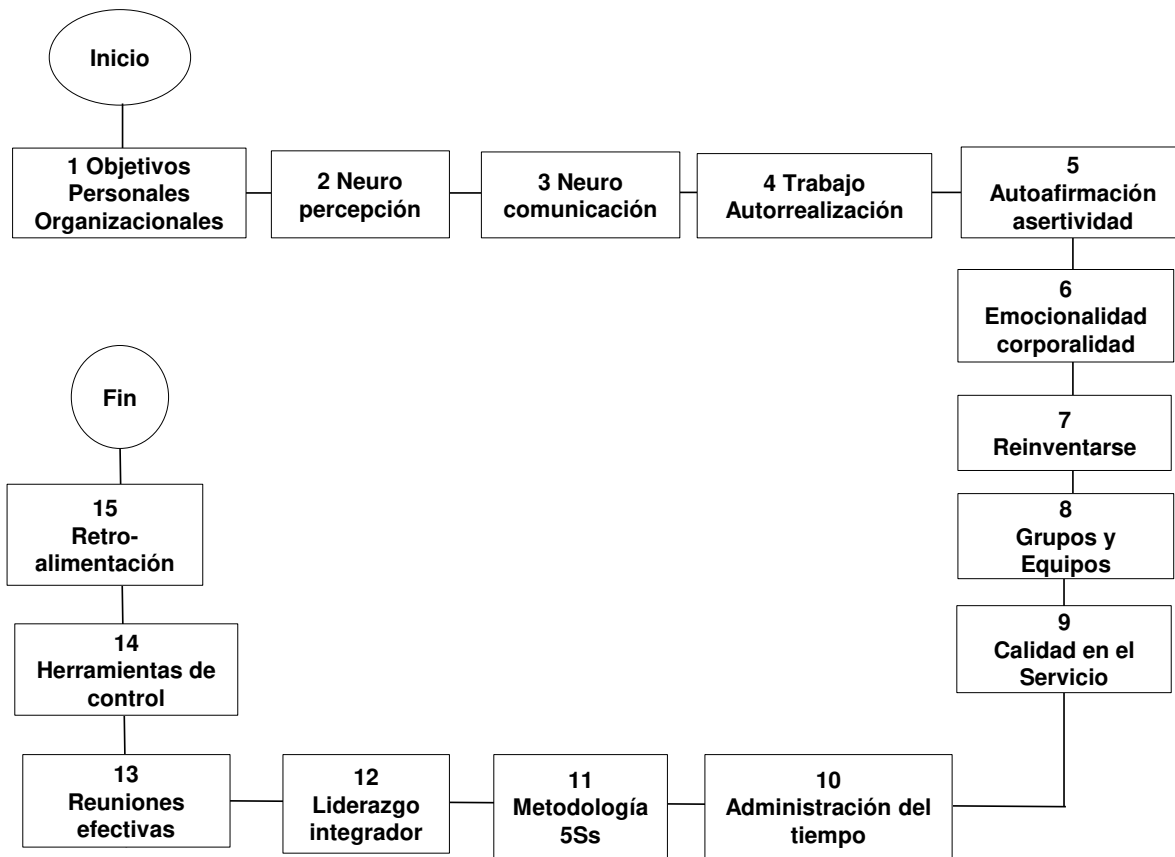 Inicio
1 Objetivos
Personales
Organizacionales
2 Neuro
percepción
3 Neuro
comunicación
4 Trabajo
Autorrealización
5
Autoafirmación
asertividad
6
Emocionalidad
corporalidad
7
Reinventarse
8
Grupos y
Equipos
9
Calidad en el
Servicio
10
Administración del
tiempo
11
Metodología
5Ss
12
Liderazgo
integrador
13
Reuniones
efectivas
14
Herramientas de
control
15
Retro-
alimentación
Fin